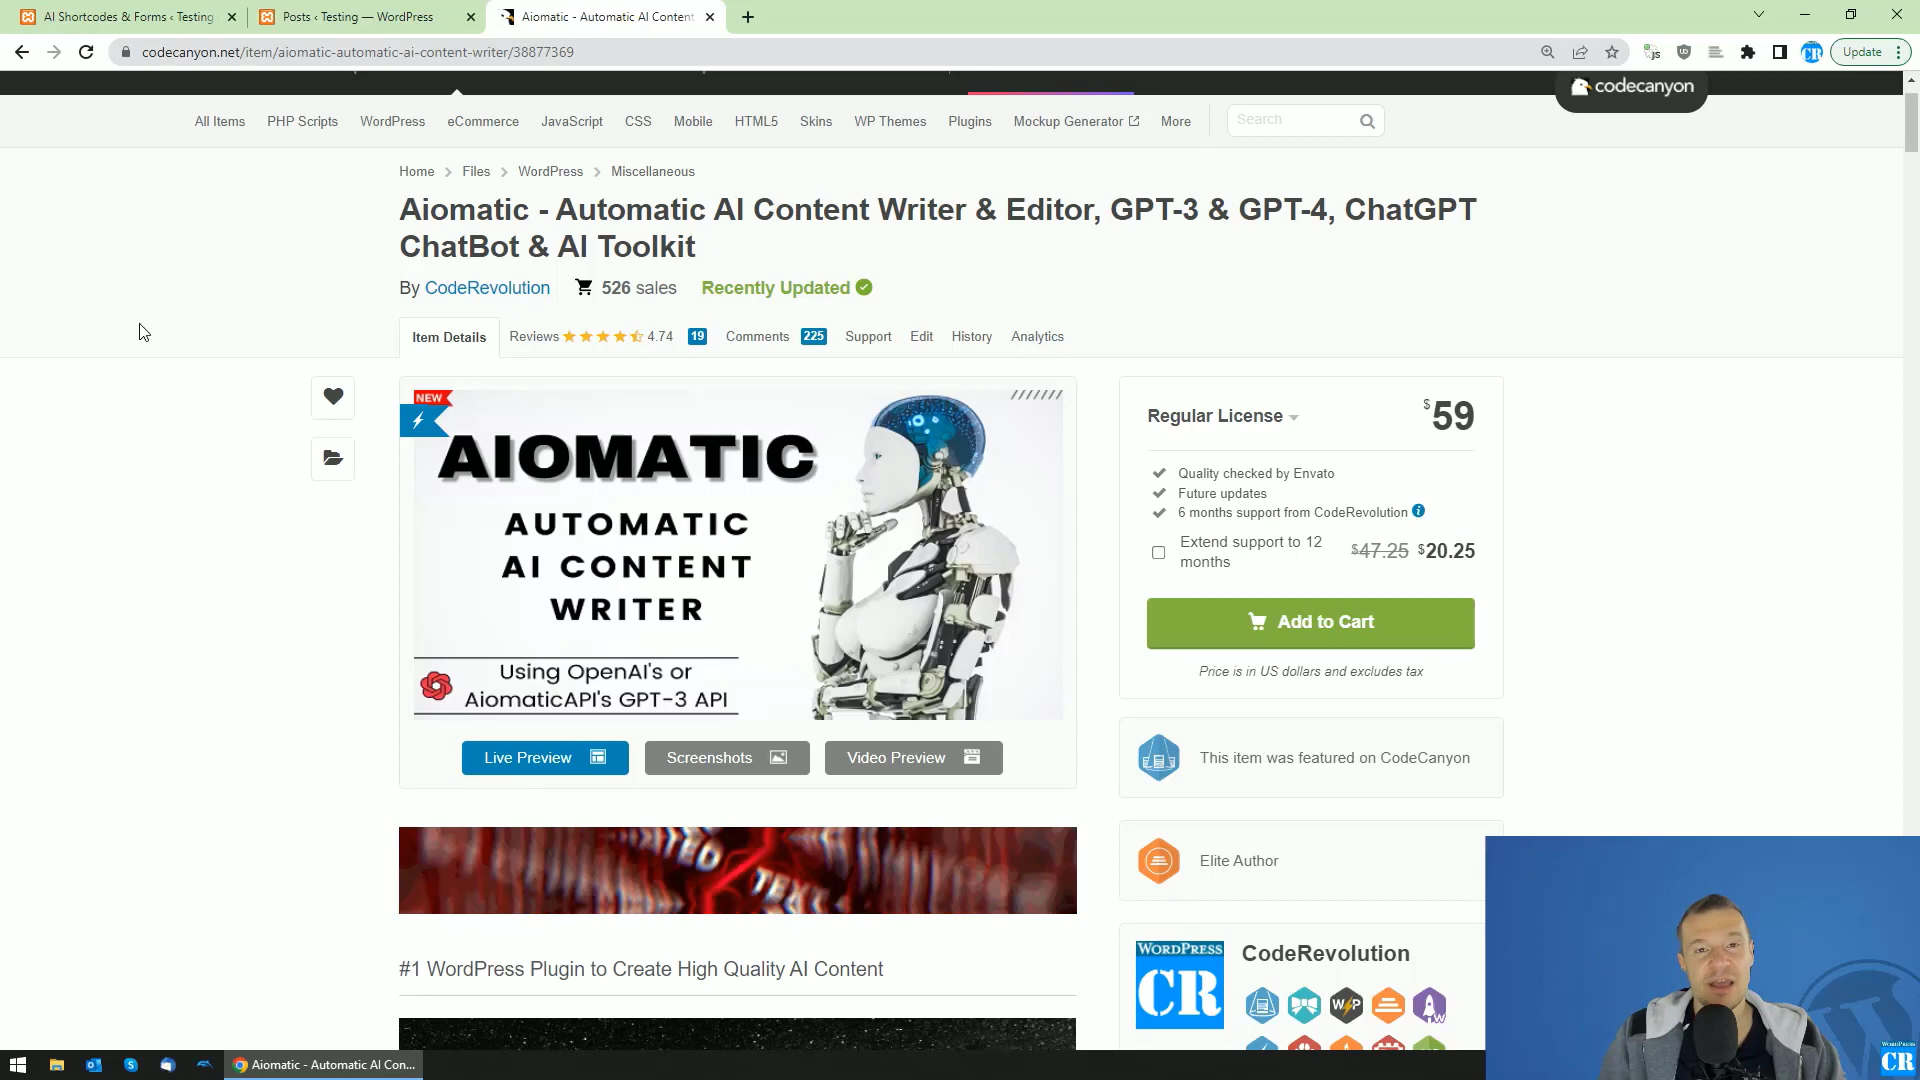 AI Shortcodes & Forms ‹ Testing
Posts ‹ Testing — WordPress
Aiomatic - Automatic AI Content
codecanyon.net/item/aiomatic-automatic-ai-content-writer/38877369
Update
codecanyon
All Items
PHP Scripts
WordPress
eCommerce
JavaScript
CSS
Mobile
HTML5
Skins
WP Themes
Plugins
Mockup Generator
More
Search
Home
Files
WordPress
Miscellaneous
Aiomatic - Automatic AI Content Writer & Editor, GPT-3 & GPT-4, ChatGPT
ChatBot & AI Toolkit
By CodeRevolution
526 sales
Recently Updated
Item Details
Reviews
4.74
19
Comments
225
Support
Edit
History
Analytics
NEW
AIOMATIC
AUTOMATIC
AI CONTENT
WRITER
Using OpenAI's or
AiomaticAPI's GPT-3 API
Live Preview
Screenshots
Video Preview
Regular License
$59
Quality checked by Envato
Future updates
6 months support from CodeRevolution
Extend support to 12
months
$47.25 $20.25
Add to Cart
Price is in US dollars and excludes tax
This item was featured on CodeCanyon
Elite Author
TEXT
#1 WordPress Plugin to Create High Quality AI Content
WORDPRESS
CR
CodeRevolution
Aiomatic - Automatic AI Con...
WORDPRESS
CR